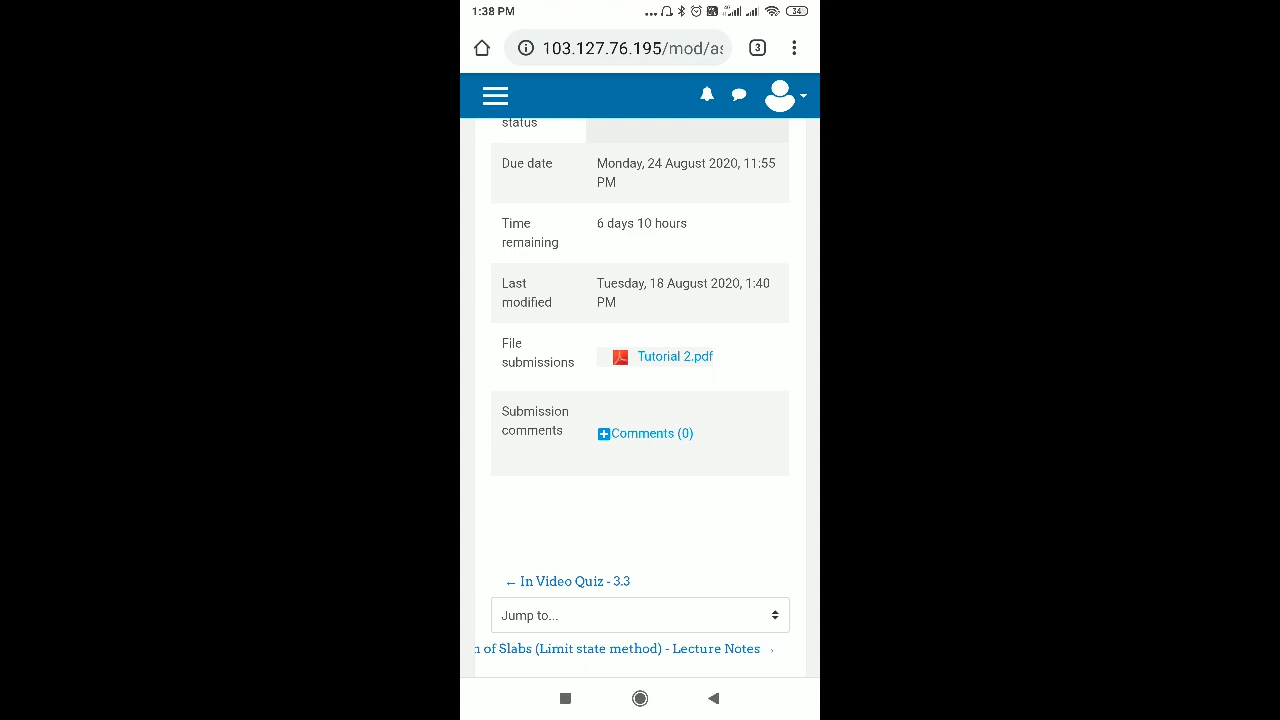 1:38 PM
34
103.127.76.195/mod/as
3
status
Due date
Monday, 24 August 2020, 11:55
PM
Time
remaining
6 days 10 hours
Last
modified
Tuesday, 18 August 2020, 1:40
PM
File
submissions
Tutorial 2.pdf
Submission
comments
Comments (0)
← In Video Quiz - 3.3
Jump to...
n of Slabs (Limit state method) - Lecture Notes →